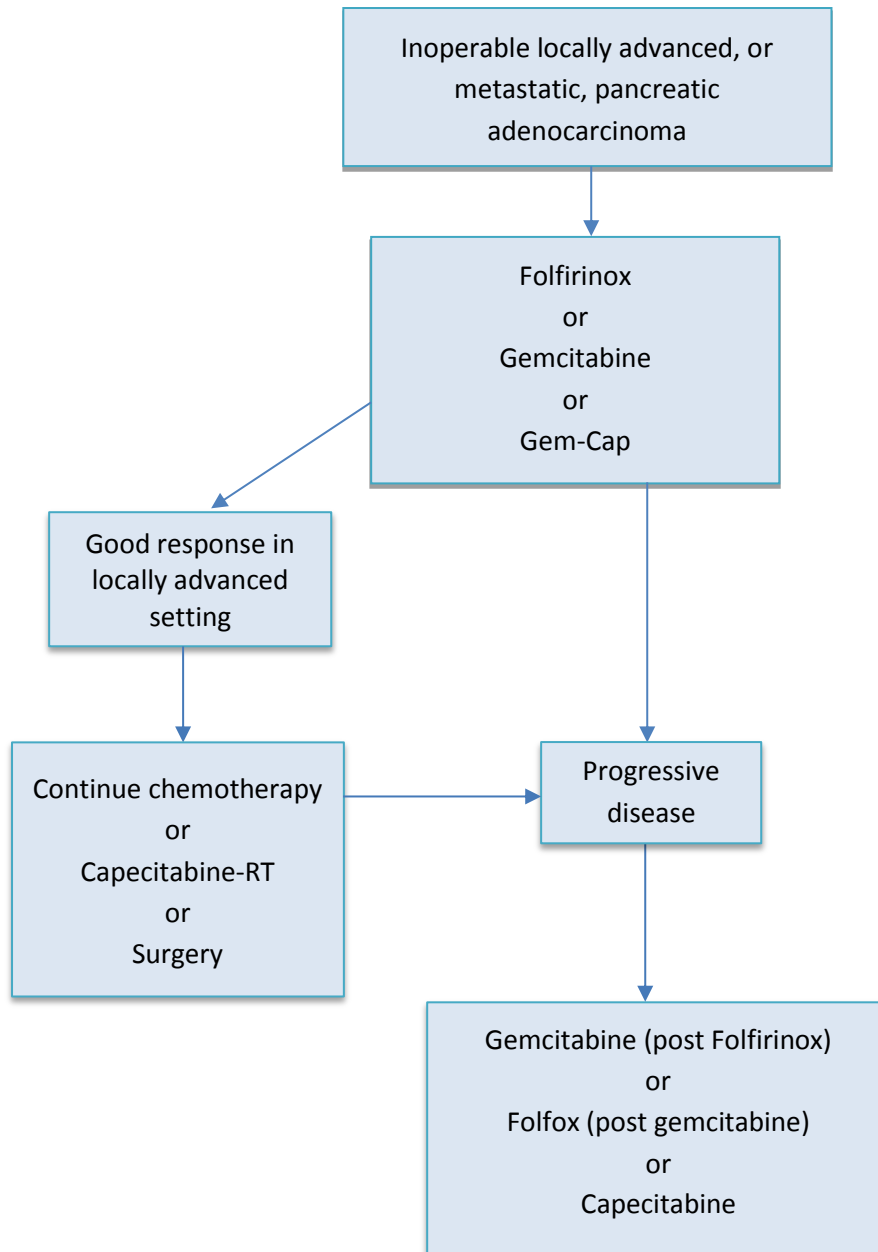 Inoperable locally advanced, or
metastatic, pancreatic
adenocarcinoma
Folfirinox
or
Gemcitabine
or
Gem-Cap
Good response in
locally advanced
setting
Continue chemotherapy
or
Capecitabine-RT
or
Surgery
Progressive
disease
Gemcitabine (post Folfirinox)
or
Folfox (post gemcitabine)
or
Capecitabine